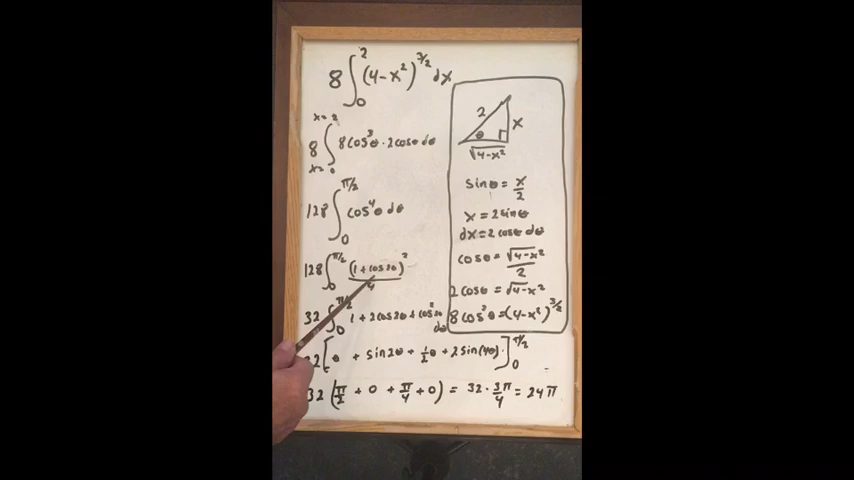 8 ∫₀² (4-x²)^3/2 dx
8 ∫ x=0 x=2 8cos³θ · 2cosθ dθ
128 ∫₀^π/2 cos⁴θ dθ
128 ∫₀^π/2 (1+cos2θ)² / 4
32 ∫₀^π/2 1 + 2cos2θ + cos²2θ dθ
[θ + sin2θ + ½θ + 2sin(4θ)]₀^π/2
32 (π/2 + 0 + π/4 + 0) = 32 · 3π/4 = 24π
2
x
θ
√4-x²
sinθ = x/2
x = 2sinθ
dx = 2cosθ dθ
cosθ = √4-x² / 2
2cosθ = √4-x²
8cos³θ = (4-x²)^3/2